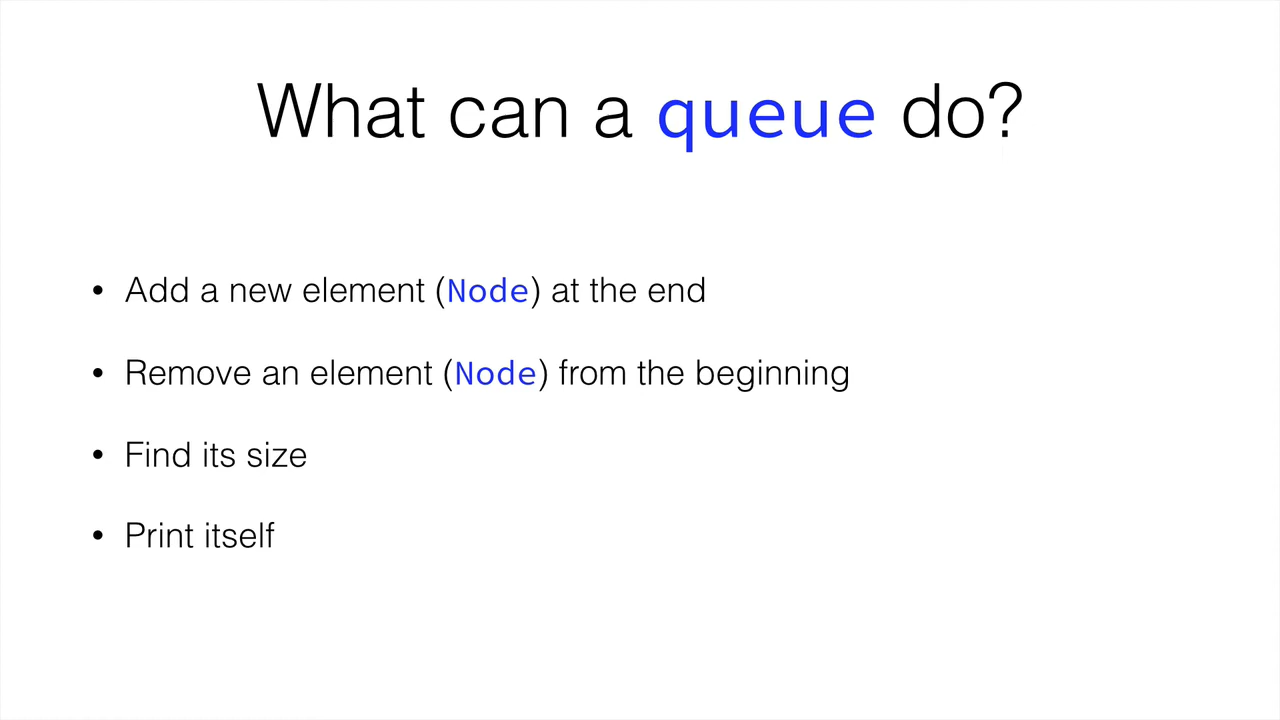 What can a queue do?
• Add a new element (Node) at the end
• Remove an element (Node) from the beginning
• Find its size
• Print itself